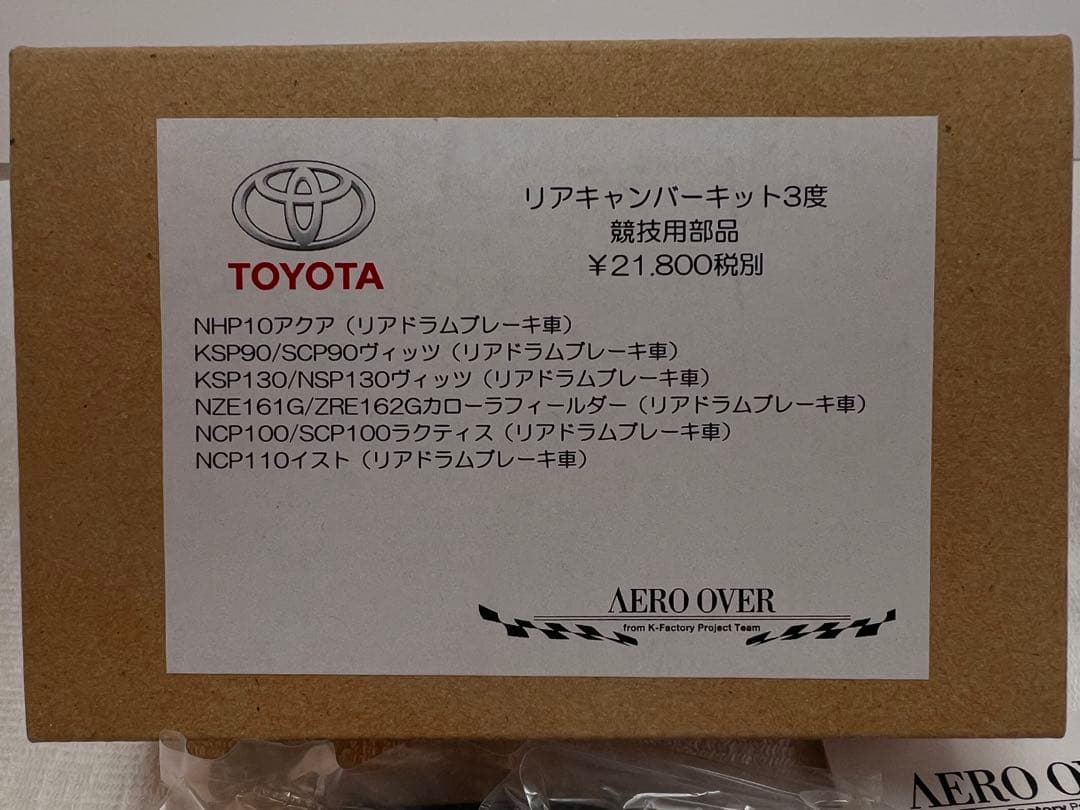 TOYOTA
リアキャンバーキット3度
競技用部品
￥21.800税別
NHP10アクア（リアドラムブレーキ車）
KSP90/SCP90ヴィッツ（リアドラムブレーキ車）
KSP130/NSP130ヴィッツ（リアドラムブレーキ車）
NZE161G/ZRE162Gカローラフィールダー（リアドラムブレーキ車）
NCP100/SCP100ラクティス（リアドラムブレーキ車）
NCP110イスト（リアドラムブレーキ車）
AERO OVER
from K-Factory Project Team
AERO OVER